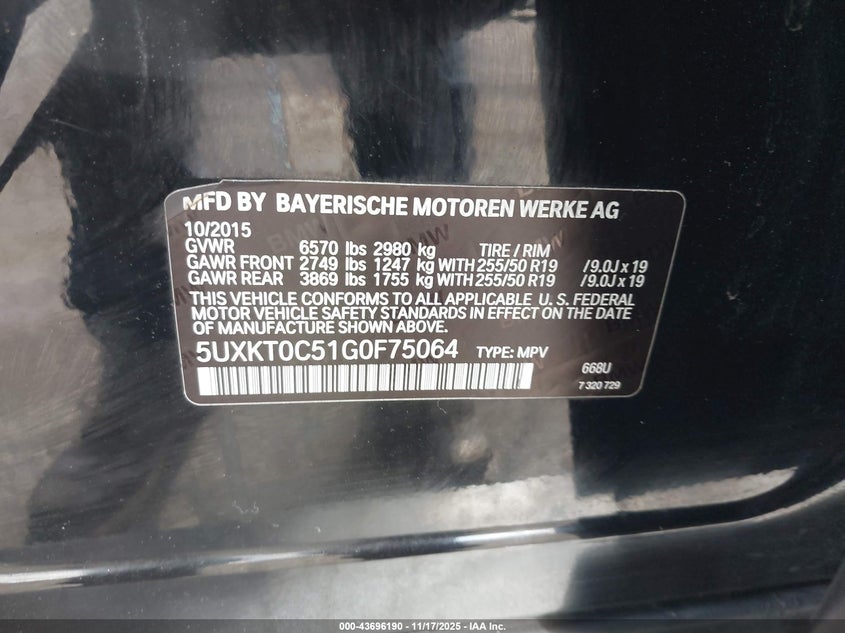 MFD BY BAYERISCHE MOTOREN WERKE AG
10/2015
GVWR 6570 lbs 2980 kg TIRE / RIM
GAWR FRONT 2749 lbs 1247 kg WITH 255/50 R19 /9.0J x 19
GAWR REAR 3869 lbs 1755 kg WITH 255/50 R19 /9.0J x 19
THIS VEHICLE CONFORMS TO ALL APPLICABLE U. S. FEDERAL
MOTOR VEHICLE SAFETY STANDARDS IN EFFECT ON THE DATE
OF MANUFACTURE SHOWN ABOVE.
5UXKT0C51G0F75064 TYPE: MPV 668U
7 320 729
000-43696190 - 11/17/2025 - IAA Inc.